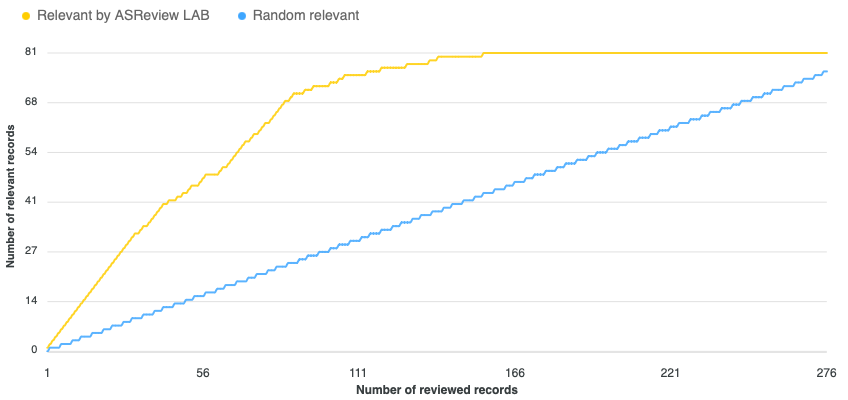 Relevant by ASReview LAB Random relevant
81
68
54
41
27
14
0
Number of relevant records
1 56 111 166 221 276
Number of reviewed records